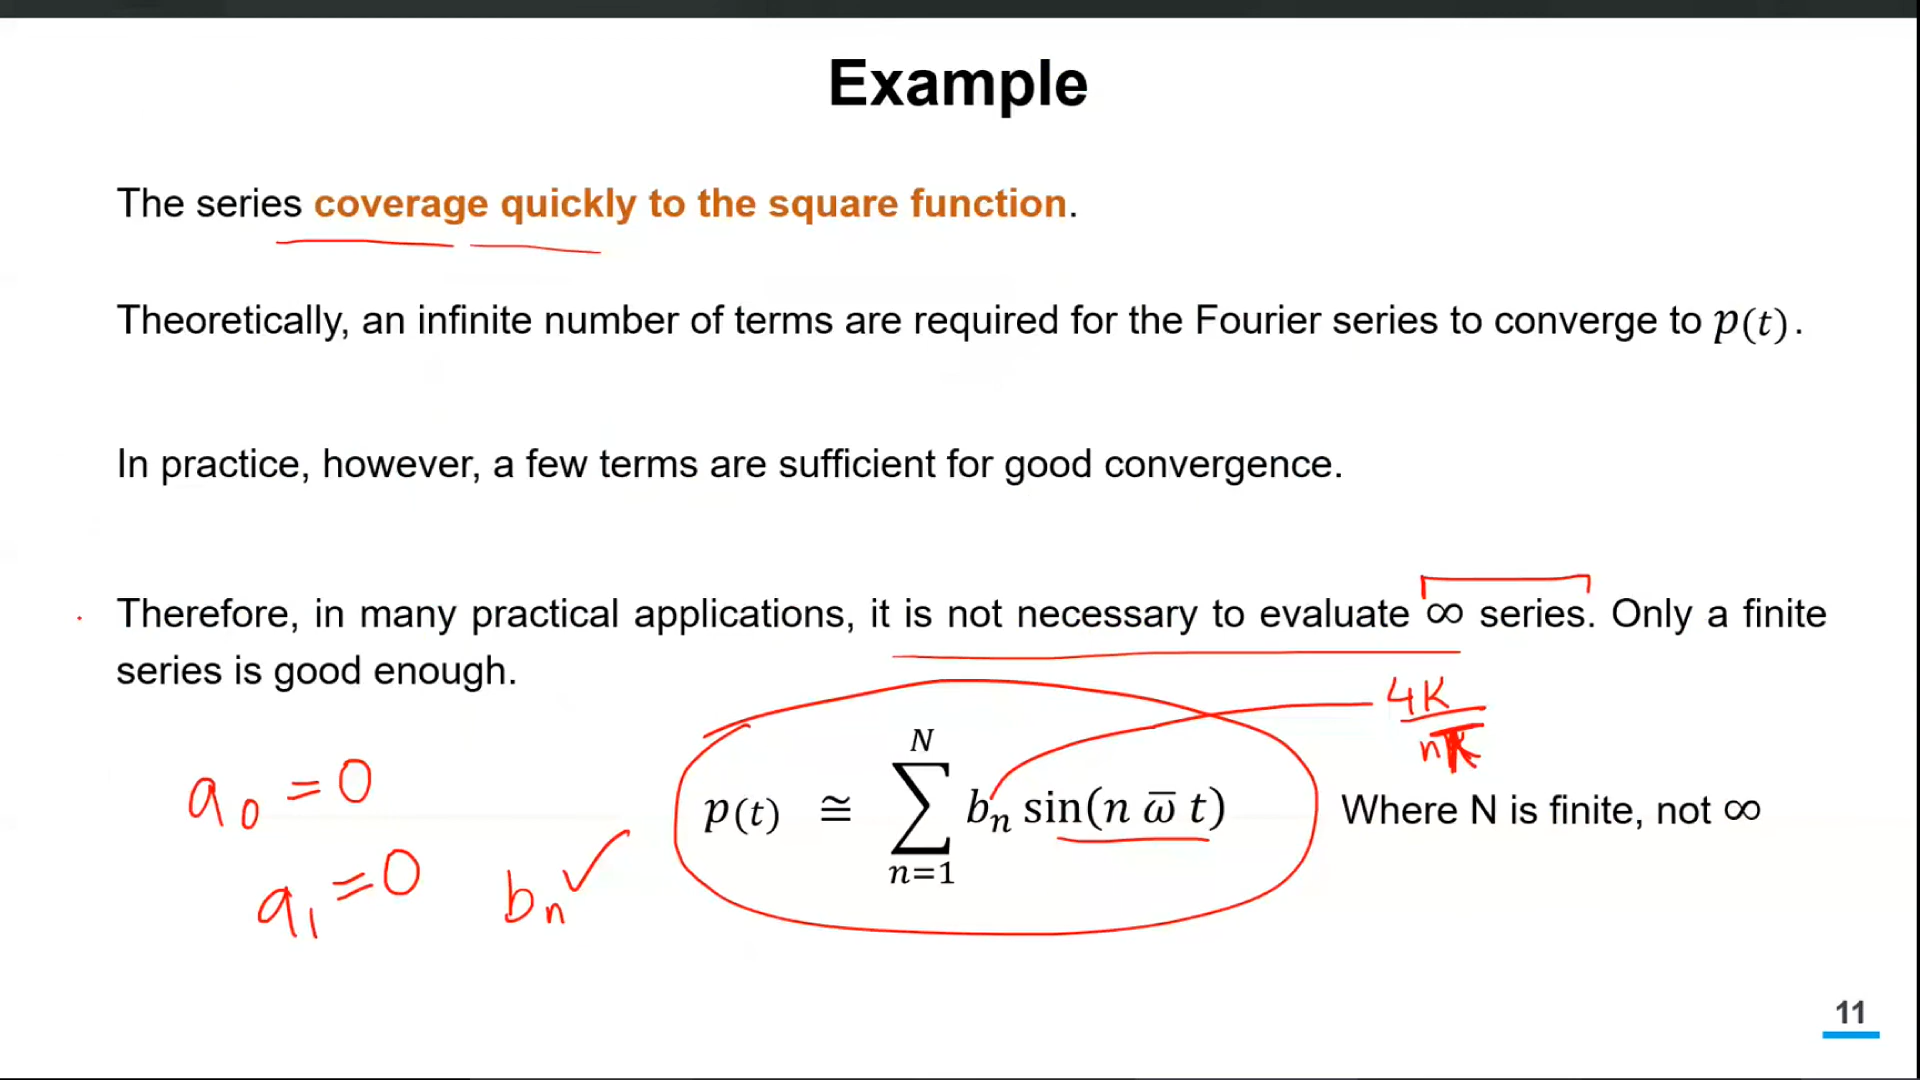 Example
The series coverage quickly to the square function.
Theoretically, an infinite number of terms are required for the Fourier series to converge to p(t).
In practice, however, a few terms are sufficient for good convergence.
Therefore, in many practical applications, it is not necessary to evaluate ∞ series. Only a finite
series is good enough.
4K
nπ
a₀ = 0
a₁ = 0
bₙ ✓
N
p(t) ≅ ∑ bₙ sin(n ω̅ t)
n=1
Where N is finite, not ∞
11